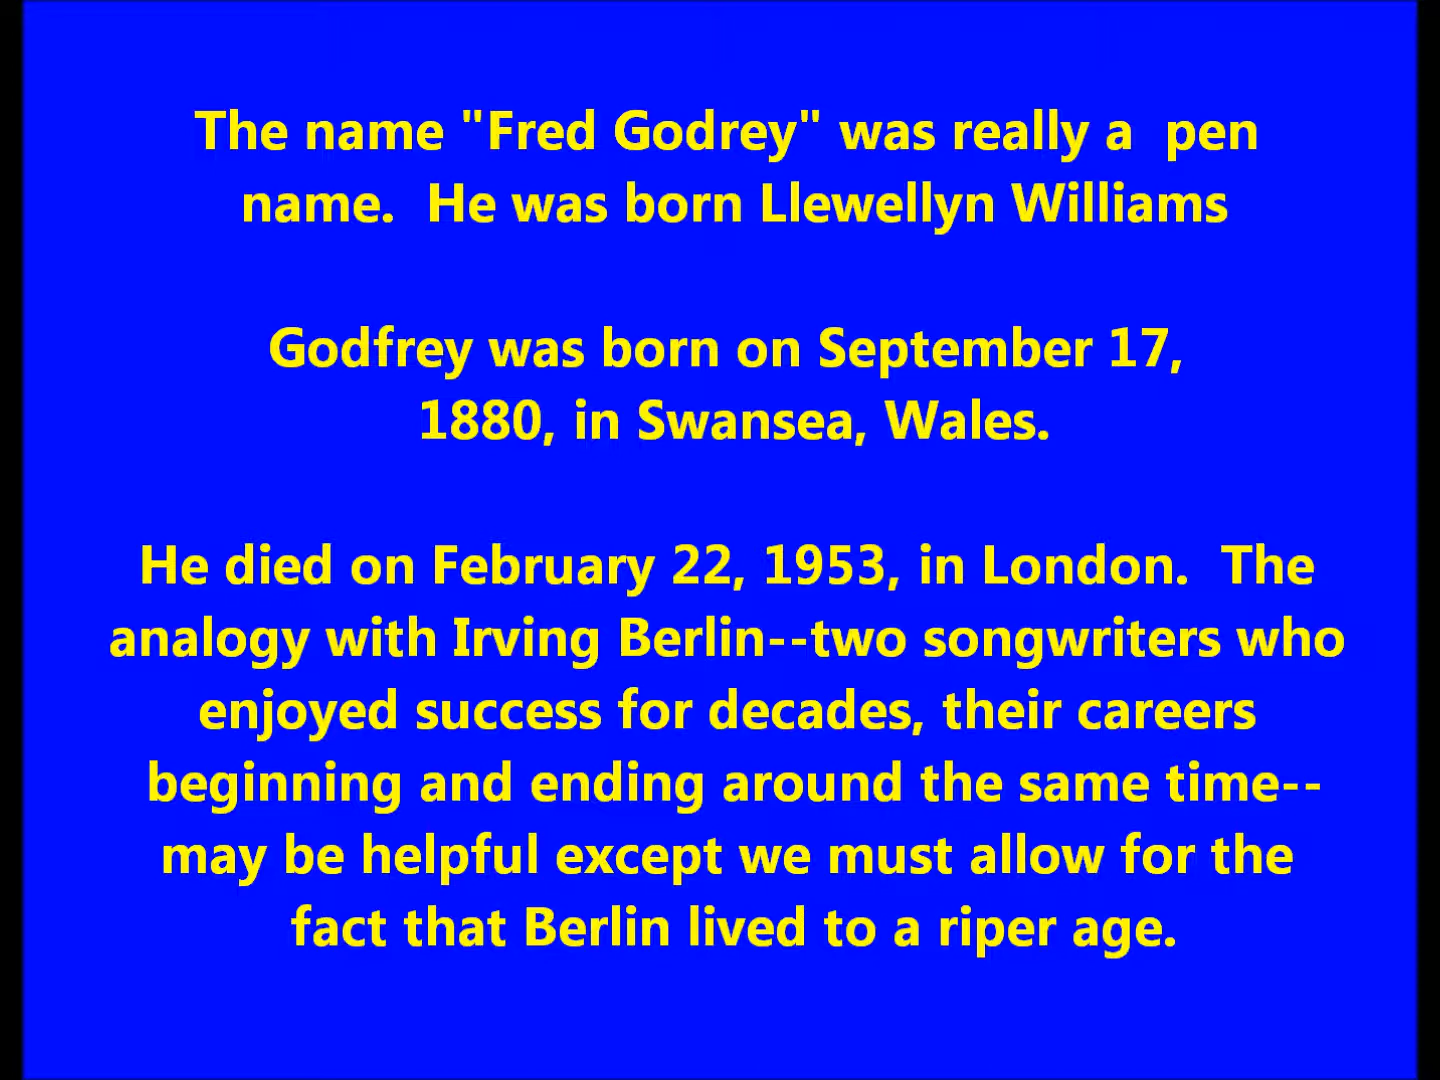 The name "Fred Godrey" was really a  pen
name.  He was born Llewellyn Williams
Godfrey was born on September 17,
1880, in Swansea, Wales.
He died on February 22, 1953, in London.  The
analogy with Irving Berlin--two songwriters who
enjoyed success for decades, their careers
beginning and ending around the same time--
may be helpful except we must allow for the
fact that Berlin lived to a riper age.